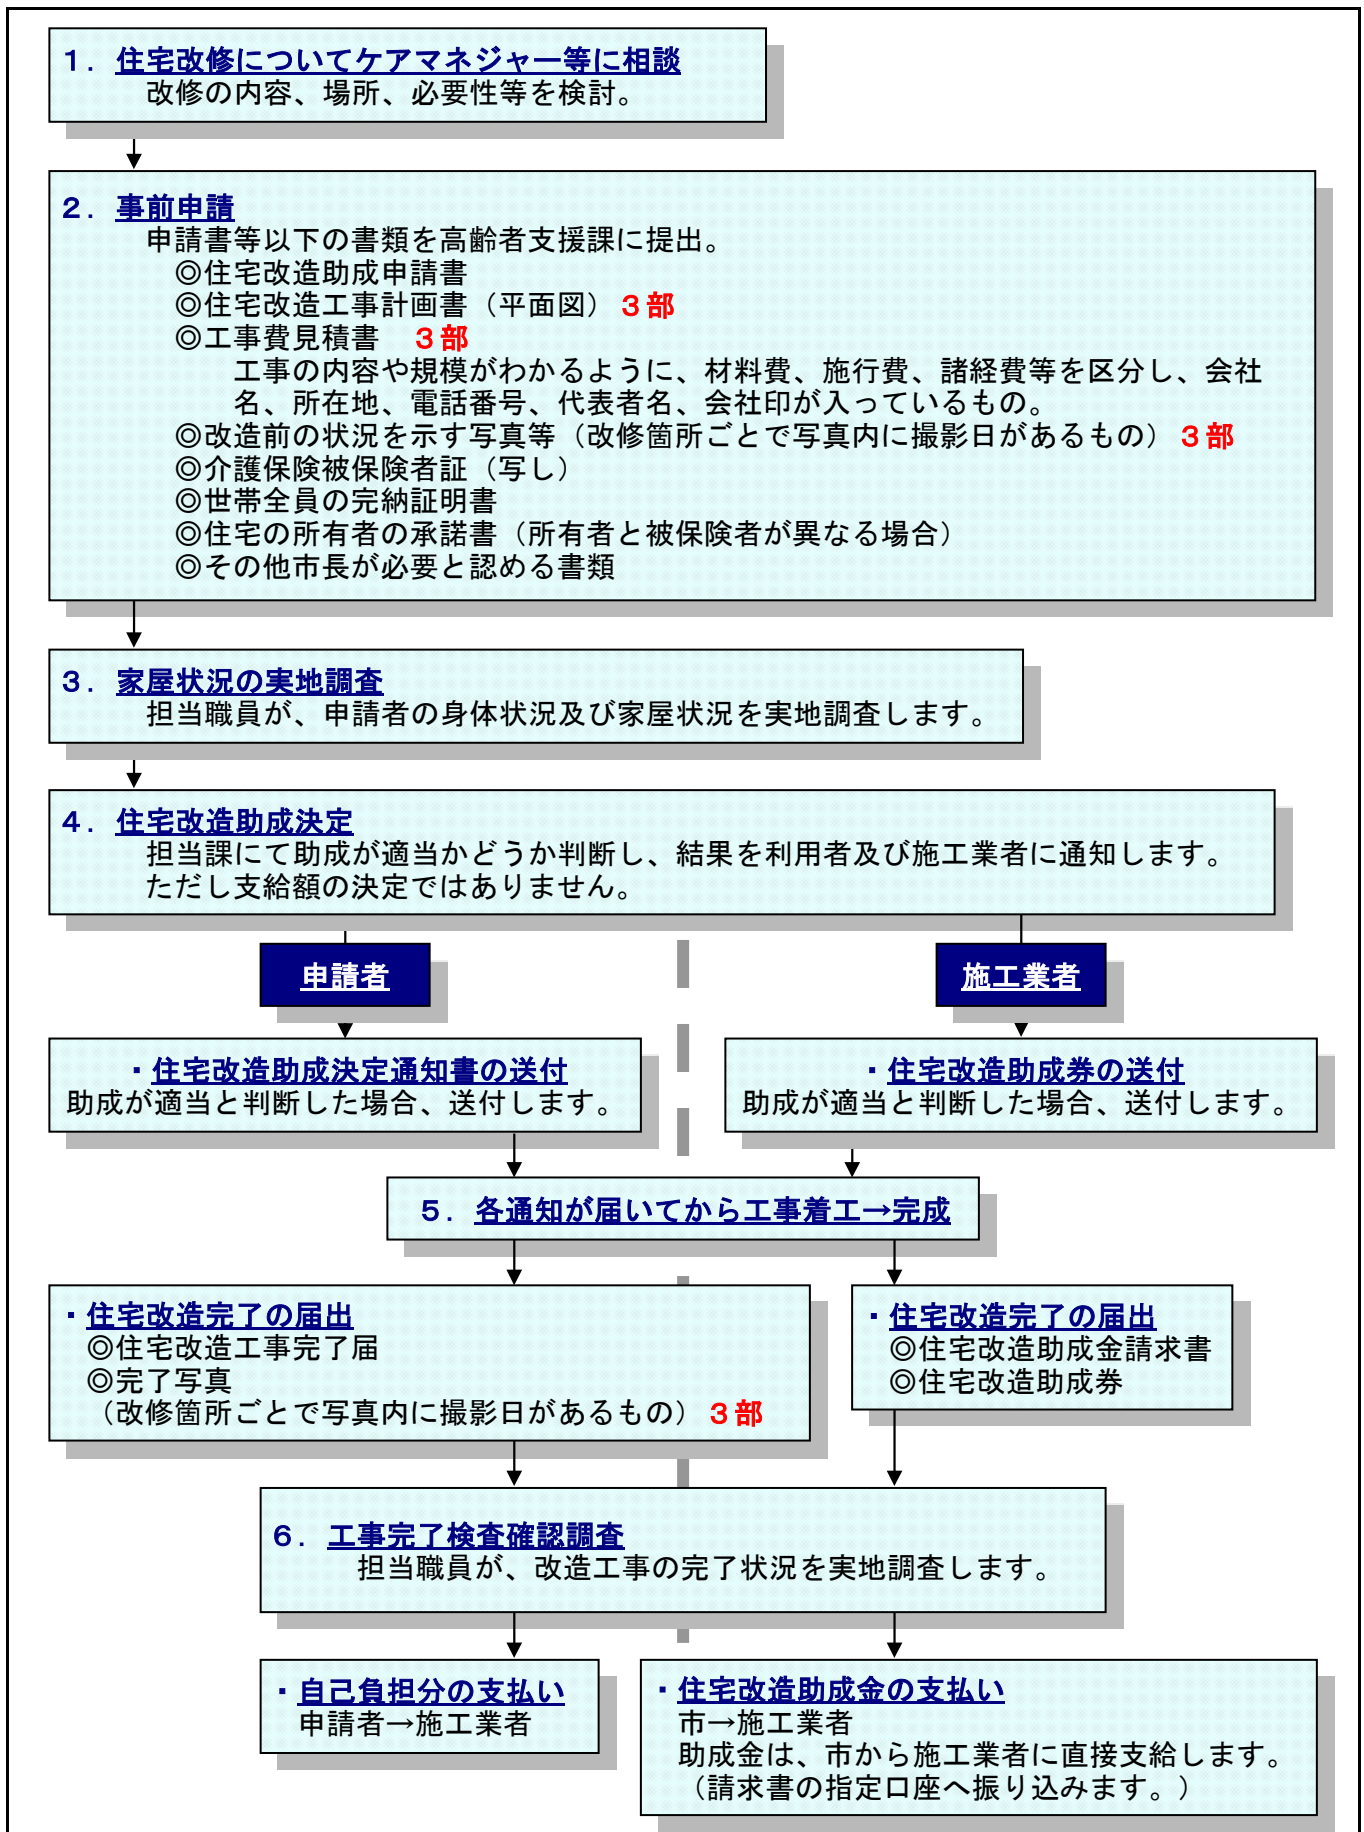 １．住宅改修についてケアマネジャー等に相談
改修の内容、場所、必要性等を検討。
２．事前申請
申請書等以下の書類を高齢者支援課に提出。
◎住宅改造助成申請書
◎住宅改造工事計画書（平面図）３部
◎工事費見積書　３部
工事の内容や規模がわかるように、材料費、施行費、諸経費等を区分し、会社
名、所在地、電話番号、代表者名、会社印が入っているもの。
◎改造前の状況を示す写真等（改修箇所ごとで写真内に撮影日があるもの）３部
◎介護保険被保険者証（写し）
◎世帯全員の完納証明書
◎住宅の所有者の承諾書（所有者と被保険者が異なる場合）
◎その他市長が必要と認める書類
３．家屋状況の実地調査
担当職員が、申請者の身体状況及び家屋状況を実地調査します。
４．住宅改造助成決定
担当課にて助成が適当かどうか判断し、結果を利用者及び施工業者に通知します。
ただし支給額の決定ではありません。
申請者
施工業者
・住宅改造助成決定通知書の送付
助成が適当と判断した場合、送付します。
・住宅改造助成券の送付
助成が適当と判断した場合、送付します。
５．各通知が届いてから工事着工→完成
・住宅改造完了の届出
◎住宅改造工事完了届
◎完了写真
（改修箇所ごとで写真内に撮影日があるもの）３部
・住宅改造完了の届出
◎住宅改造助成金請求書
◎住宅改造助成券
６．工事完了検査確認調査
担当職員が、改造工事の完了状況を実地調査します。
・自己負担分の支払い
申請者→施工業者
・住宅改造助成金の支払い
市→施工業者
助成金は、市から施工業者に直接支給します。
（請求書の指定口座へ振り込みます。）